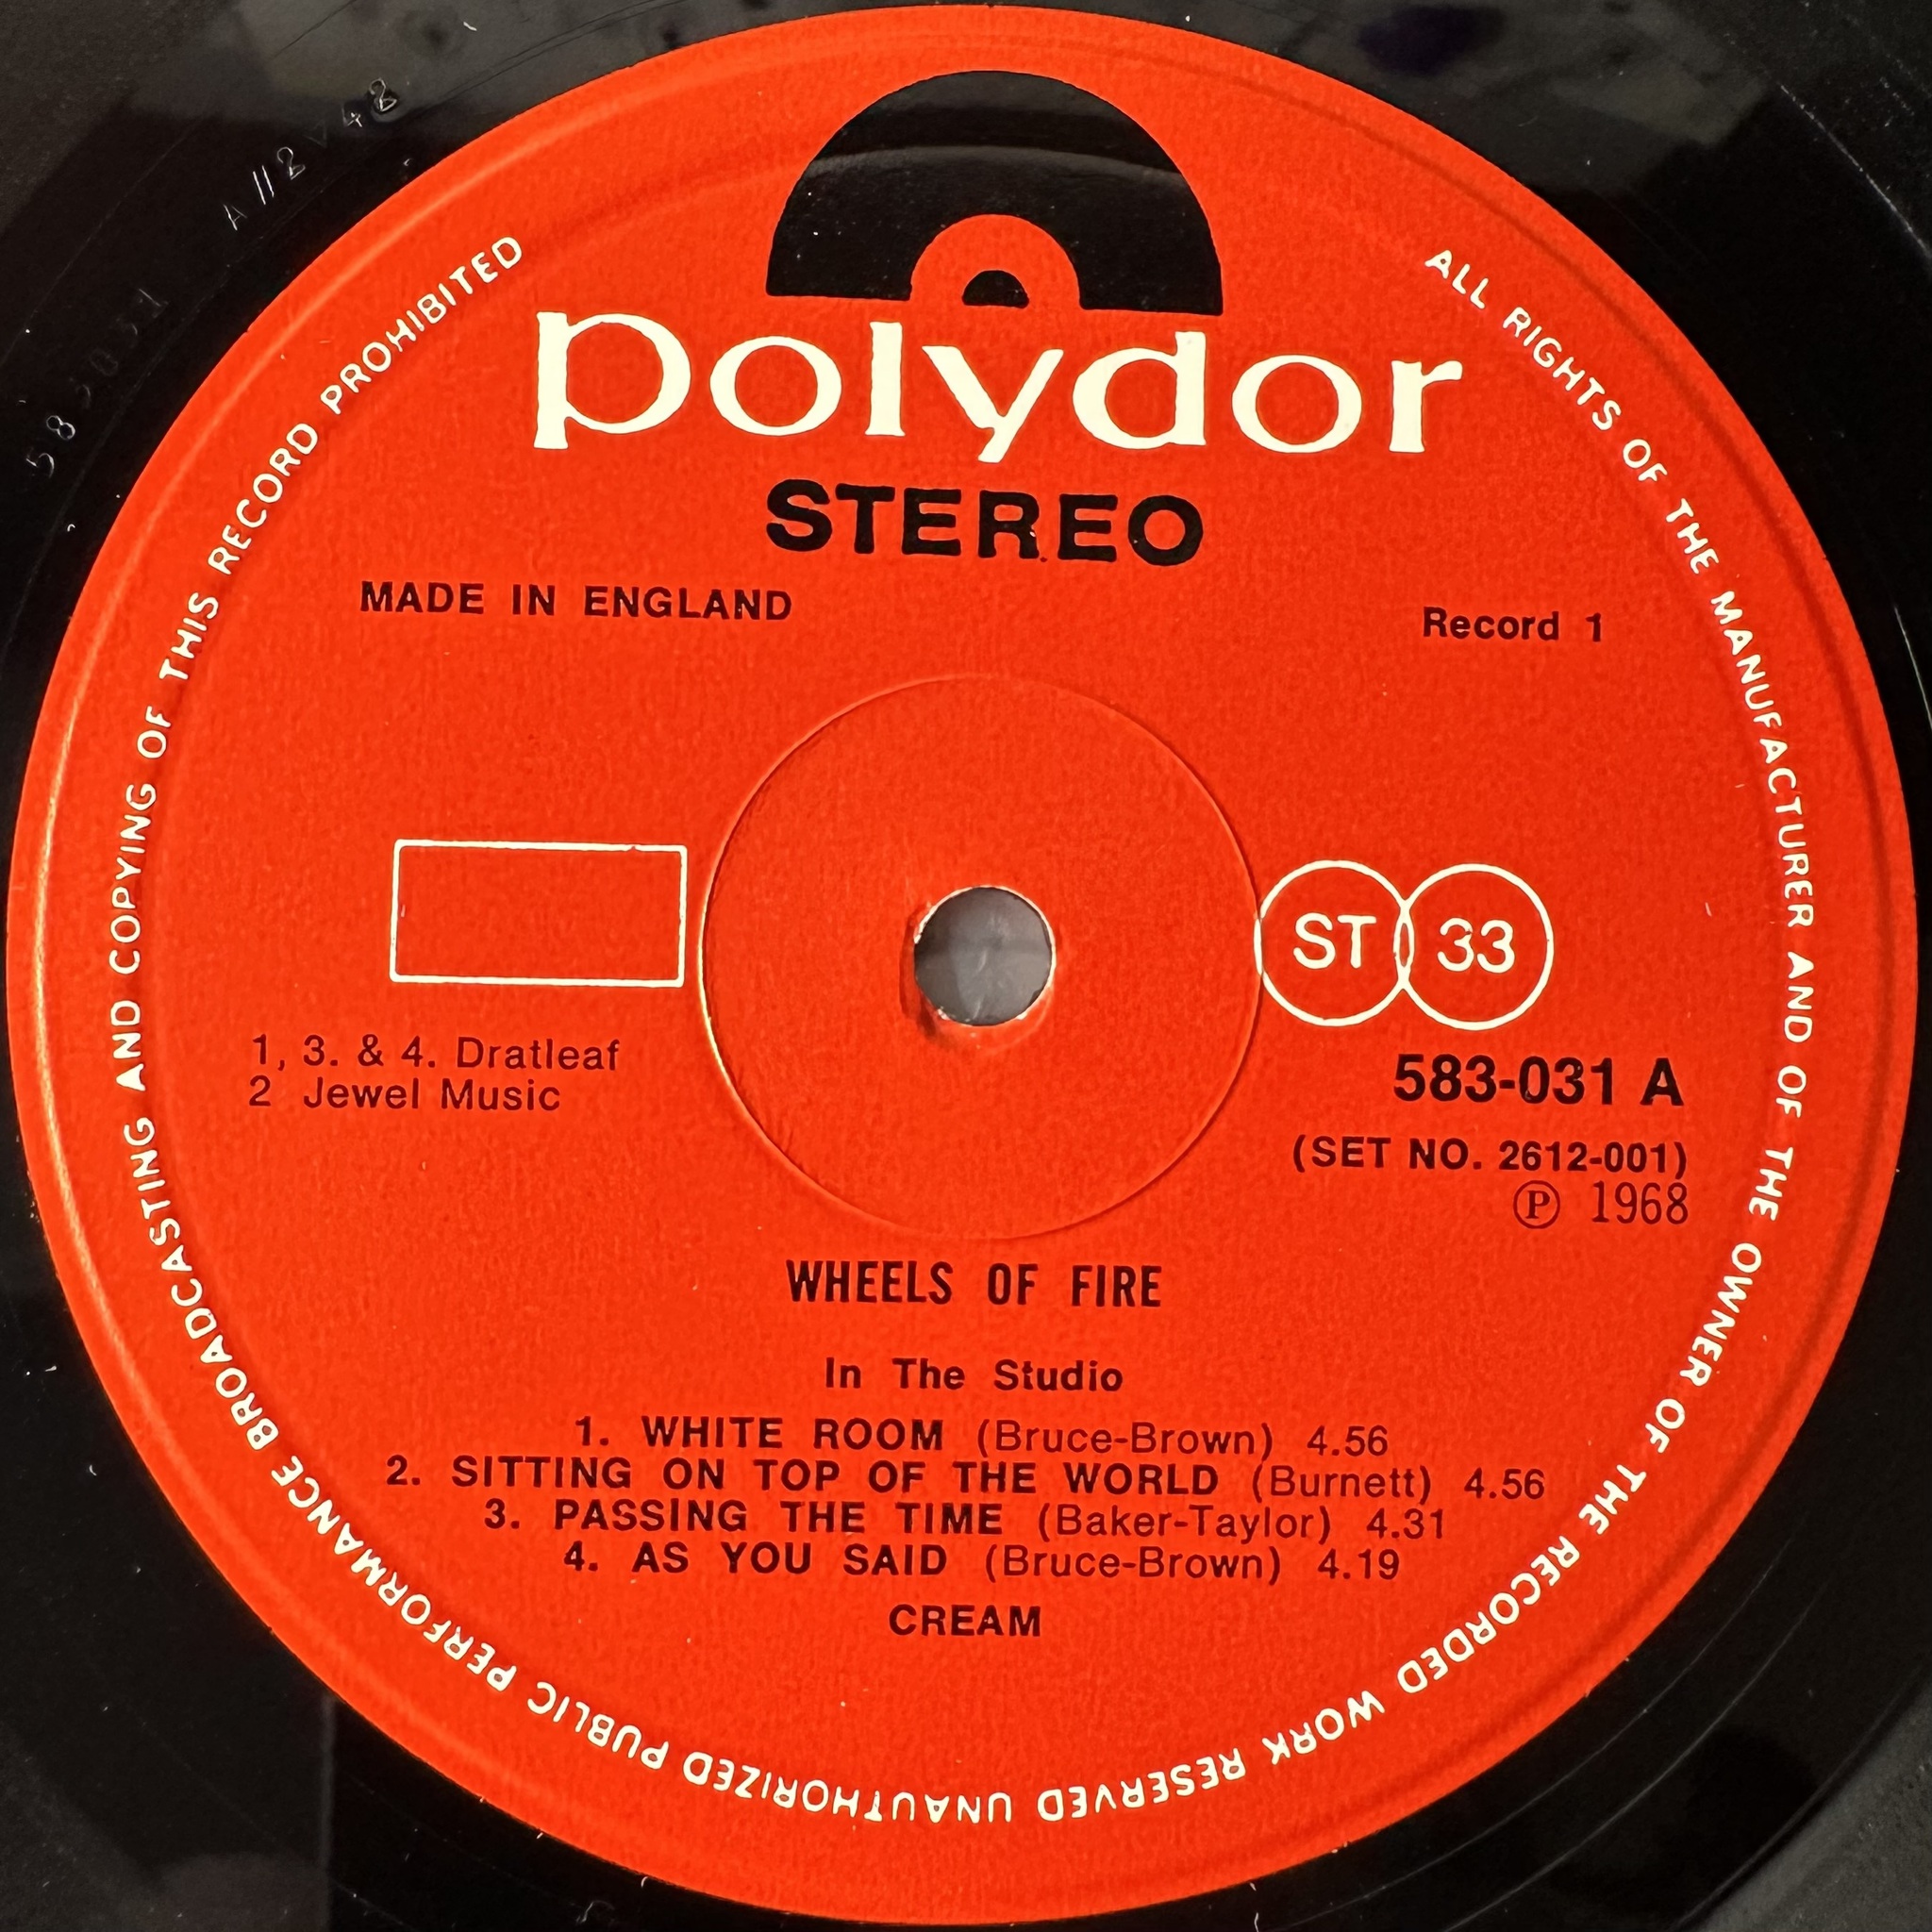 polydor
STEREO
MADE IN ENGLAND
Record 1
ST 33
1, 3. & 4. Dratleaf
2 Jewel Music
583-031 A
(SET NO. 2612-001)
℗ 1968
WHEELS OF FIRE
In The Studio
1. WHITE ROOM (Bruce-Brown) 4.56
2. SITTING ON TOP OF THE WORLD (Burnett) 4.56
3. PASSING THE TIME (Baker-Taylor) 4.31
4. AS YOU SAID (Bruce-Brown) 4.19
CREAM
ALL RIGHTS OF THE MANUFACTURER AND OF THE OWNER OF THE RECORDED WORK RESERVED UNAUTHORIZED PUBLIC PERFORMANCE BROADCASTING AND COPYING OF THIS RECORD PROHIBITED